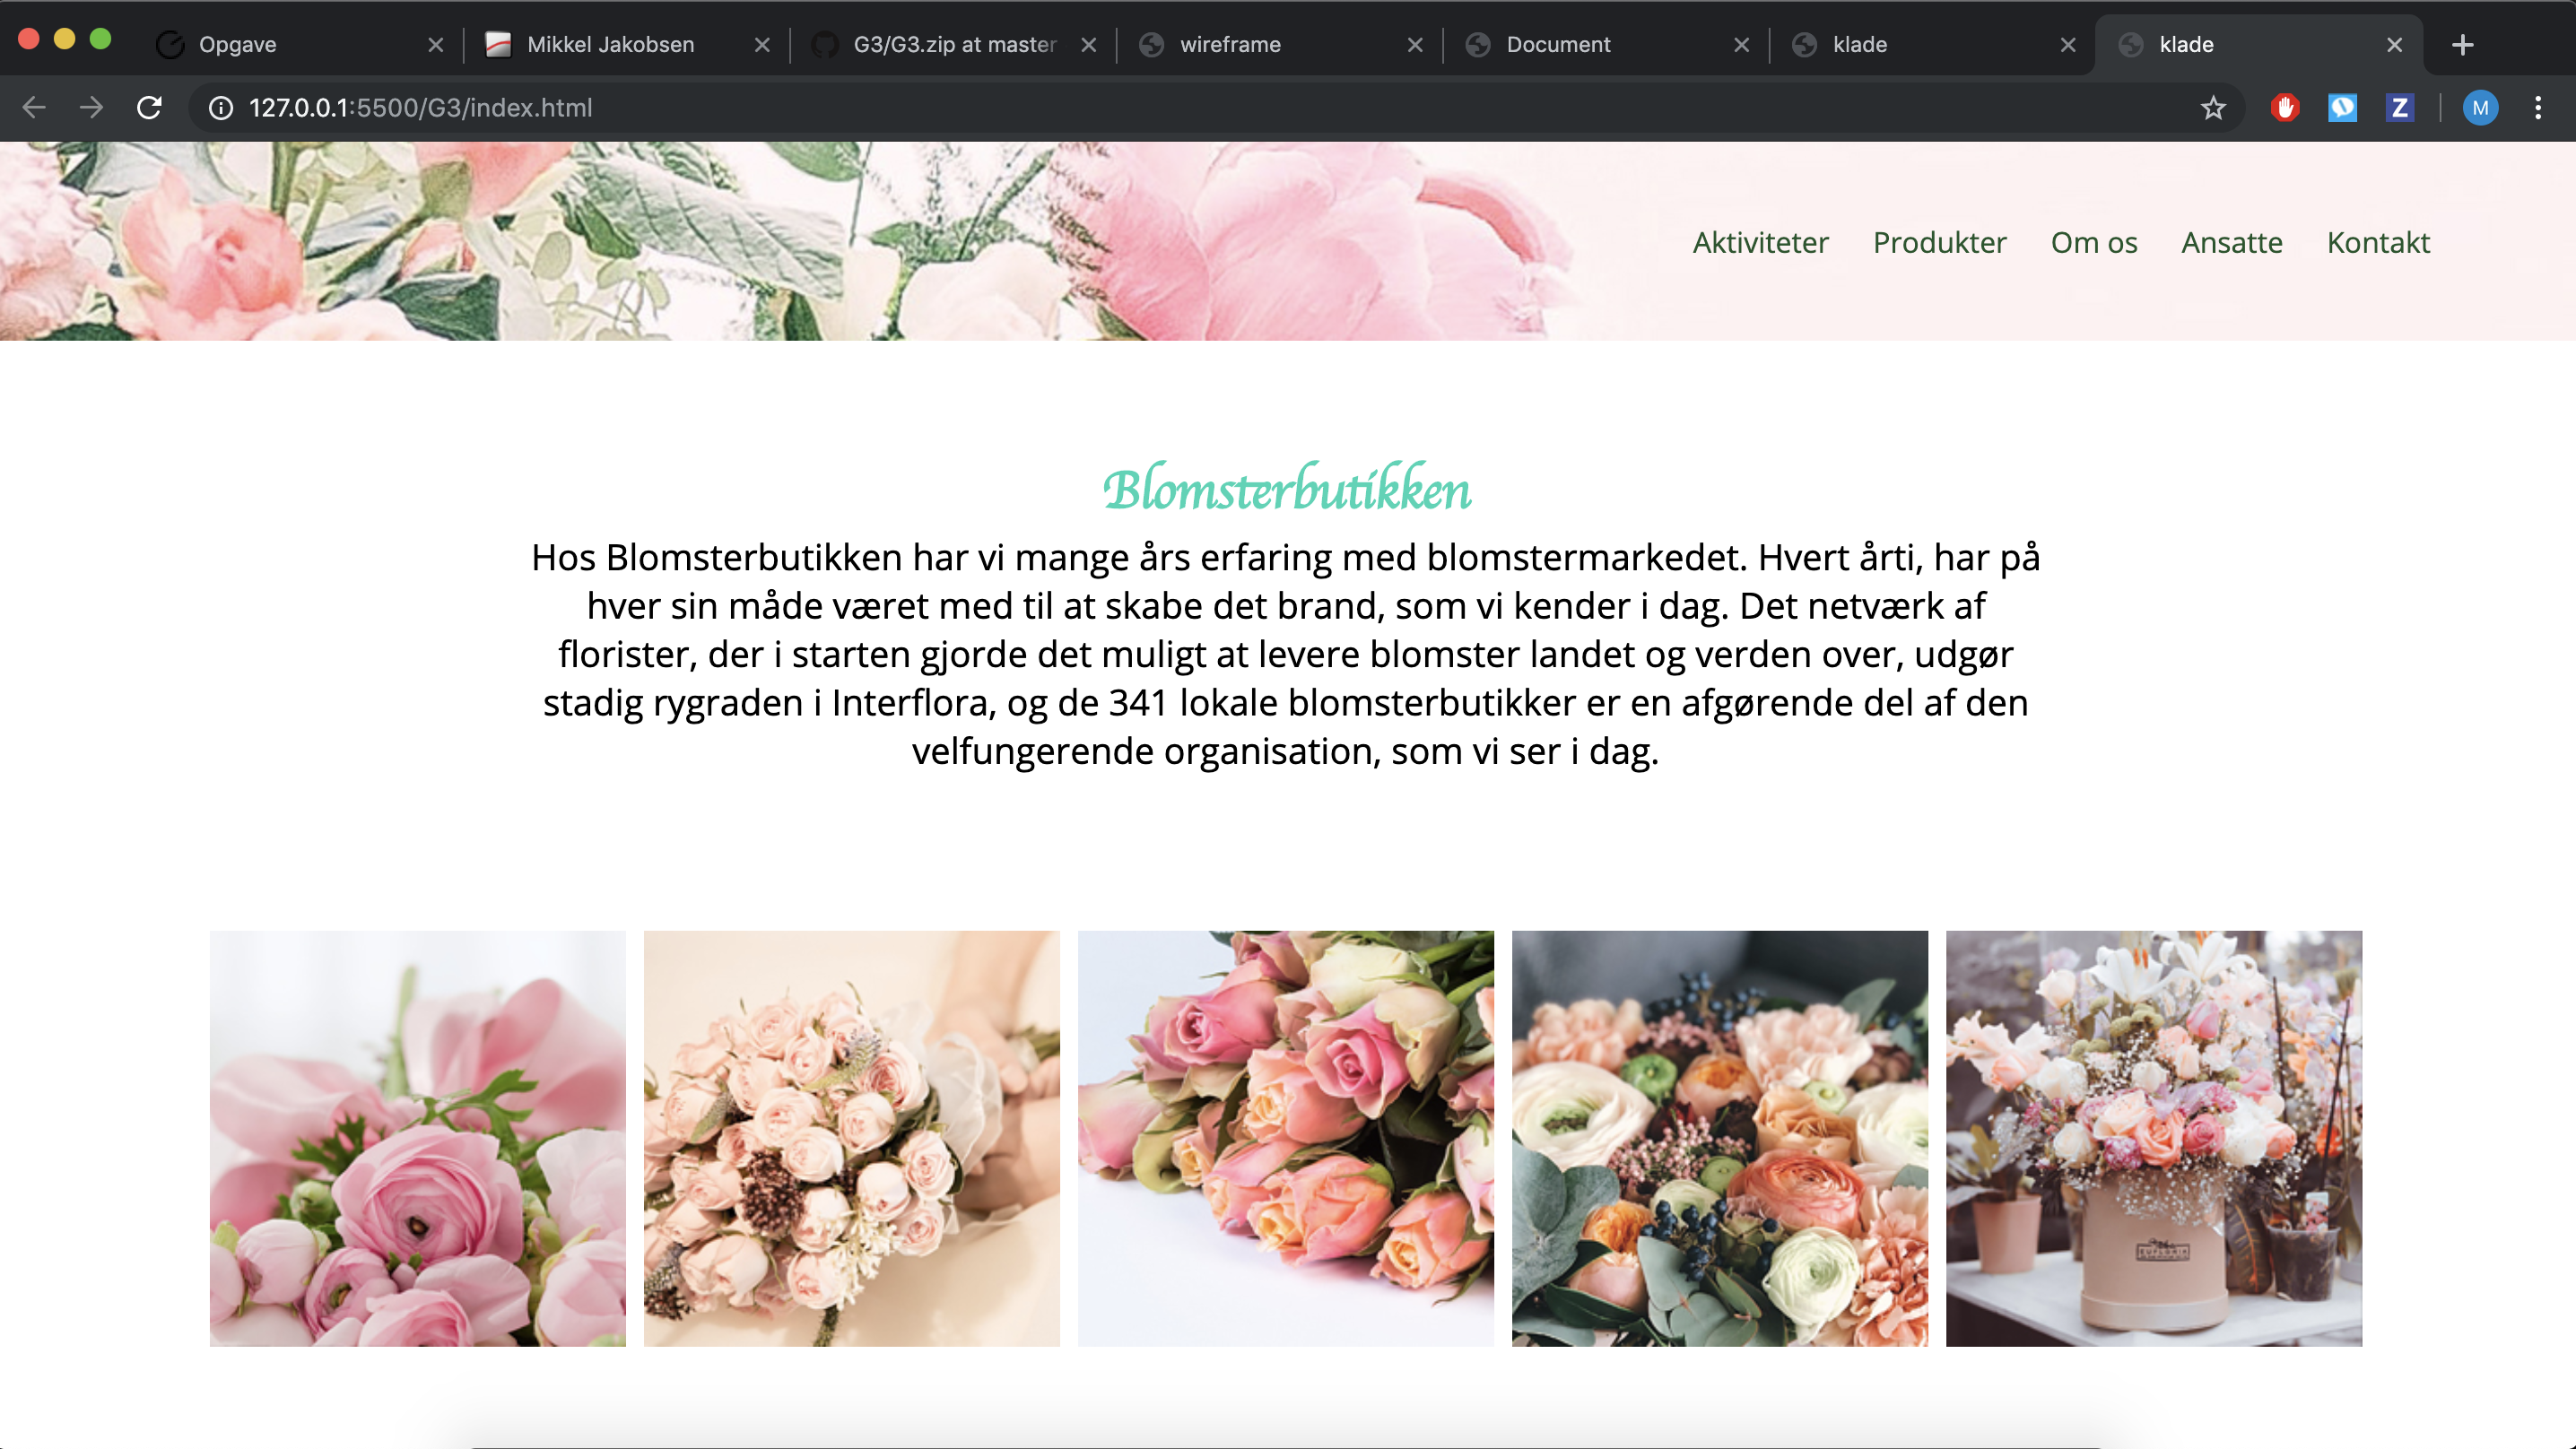 Opgave
Mikkel Jakobsen
G3/G3.zip at master
wireframe
Document
klade
klade
127.0.0.1:5500/G3/index.html
M
Aktiviteter Produkter Om os Ansatte Kontakt
Blomsterbutikken
Hos Blomsterbutikken har vi mange års erfaring med blomstermarkedet. Hvert årti, har på
hver sin måde været med til at skabe det brand, som vi kender i dag. Det netværk af
florister, der i starten gjorde det muligt at levere blomster landet og verden over, udgør
stadig rygraden i Interflora, og de 341 lokale blomsterbutikker er en afgørende del af den
velfungerende organisation, som vi ser i dag.